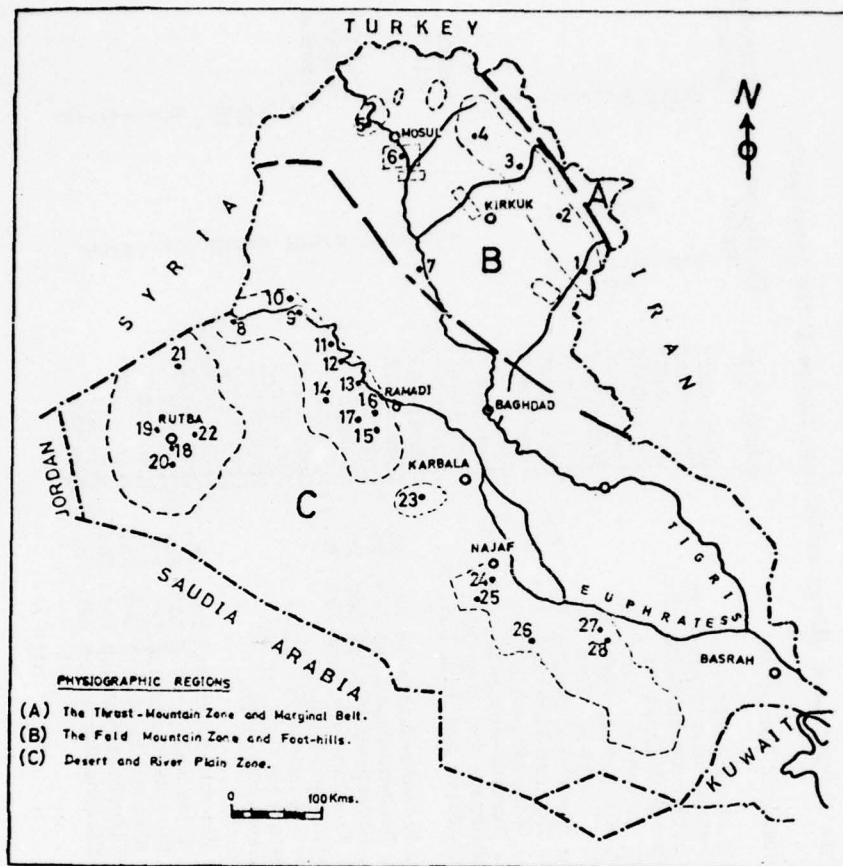 TURKEY
N
5
MOSUL
4
6
3
A
KIRKUK
2
B
7
1
SYRIA
IRAN
10
8
9
21
11
12
13
14
RAMADI
16
BAGHDAD
RUTBA
19
22
17
15
18
20
JORDAN
KARBALA
C
23
TIGRIS
NAJAF
24
25
EUPHRATESS
SAUDIA ARABIA
26
27
28
BASRAH
PHYSIOGRAPHIC REGIONS
(A) The Thrust-Mountain Zone and Marginal Belt.
(B) The Fold Mountain Zone and Foot-hills.
(C) Desert and River Plain Zone.
KUWAIT
0 100 Kms.